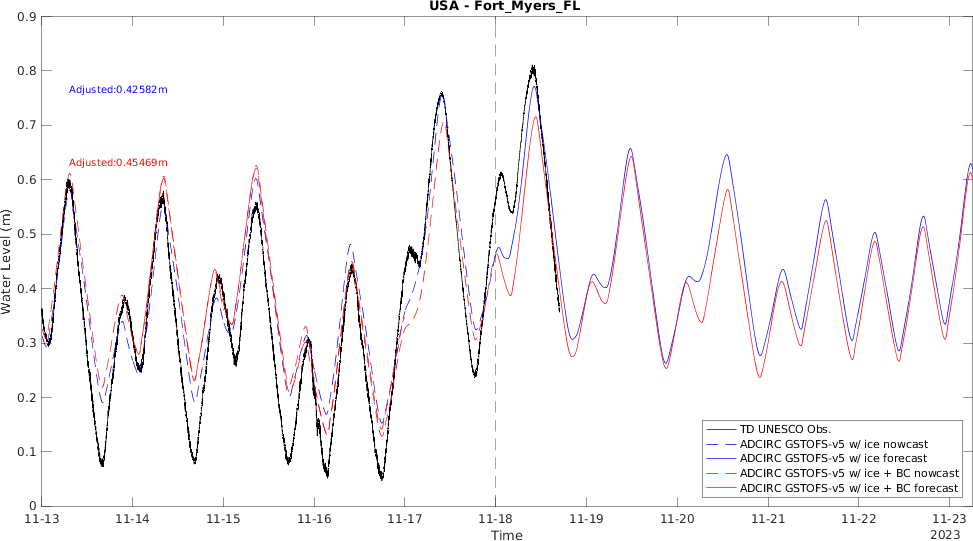 USA - Fort_Myers_FL
0.9
0.8
0.7
0.6
0.5
0.4
0.3
0.2
0.1
0
Water Level (m)
Adjusted:0.42582m
Adjusted:0.45469m
TD UNESCO Obs.
ADCIRC GSTOFS-v5 w/ ice nowcast
ADCIRC GSTOFS-v5 w/ ice forecast
ADCIRC GSTOFS-v5 w/ ice + BC nowcast
ADCIRC GSTOFS-v5 w/ ice + BC forecast
11-13 11-14 11-15 11-16 11-17 11-18 11-19 11-20 11-21 11-22 11-23
Time 2023